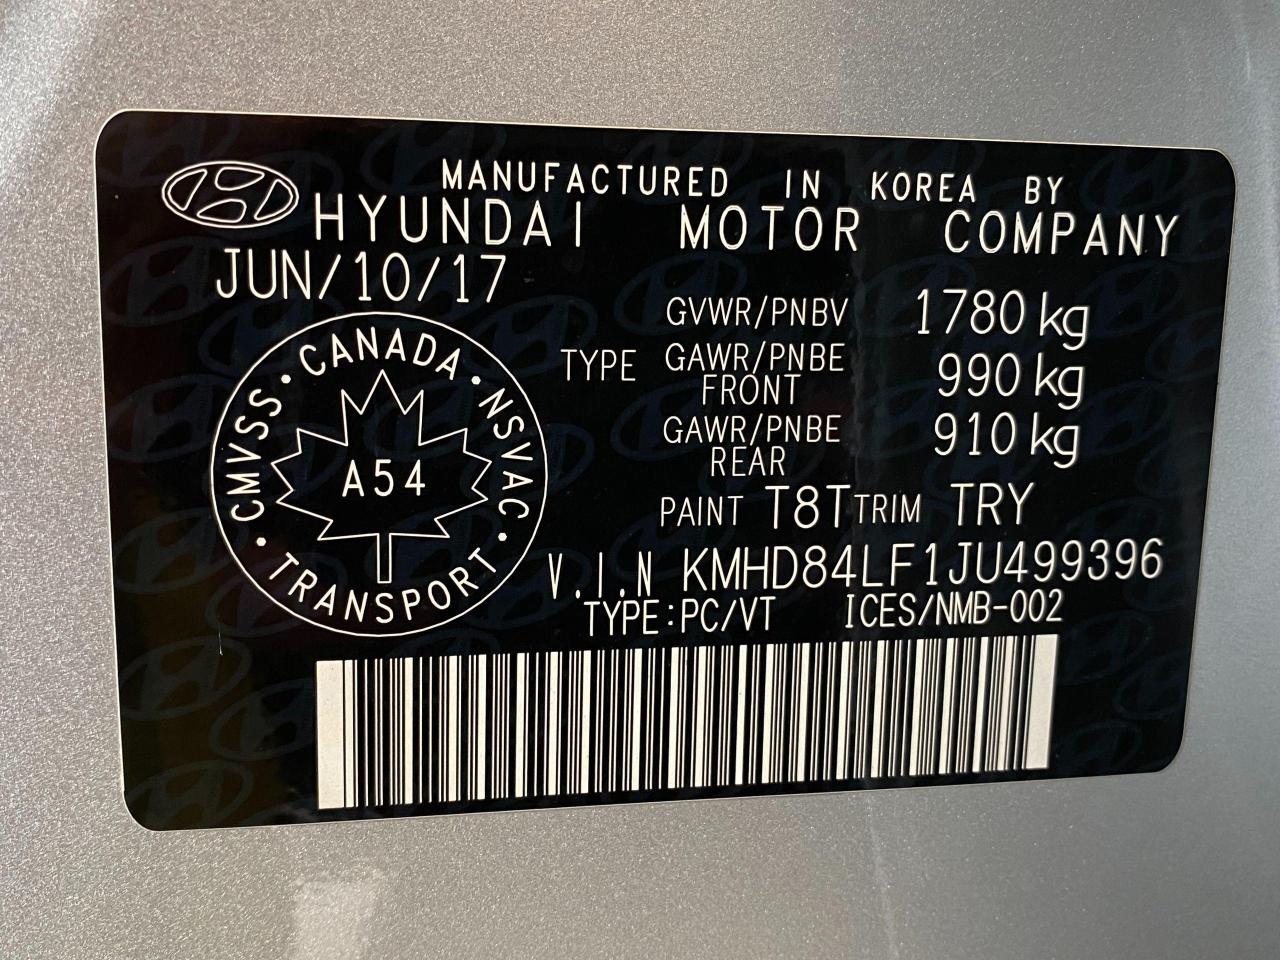 MANUFACTURED IN KOREA BY
HYUNDAI MOTOR COMPANY
JUN/10/17
GVWR/PNBV 1780 kg
TYPE GAWR/PNBE FRONT 990 kg
GAWR/PNBE REAR 910 kg
PAINT T8T TRIM TRY
V.I.N KMHD84LF1JU499396
TYPE:PC/VT ICES/NMB-002
CMVSS · CANADA · NSVAC · TRANSPORT ·
A54